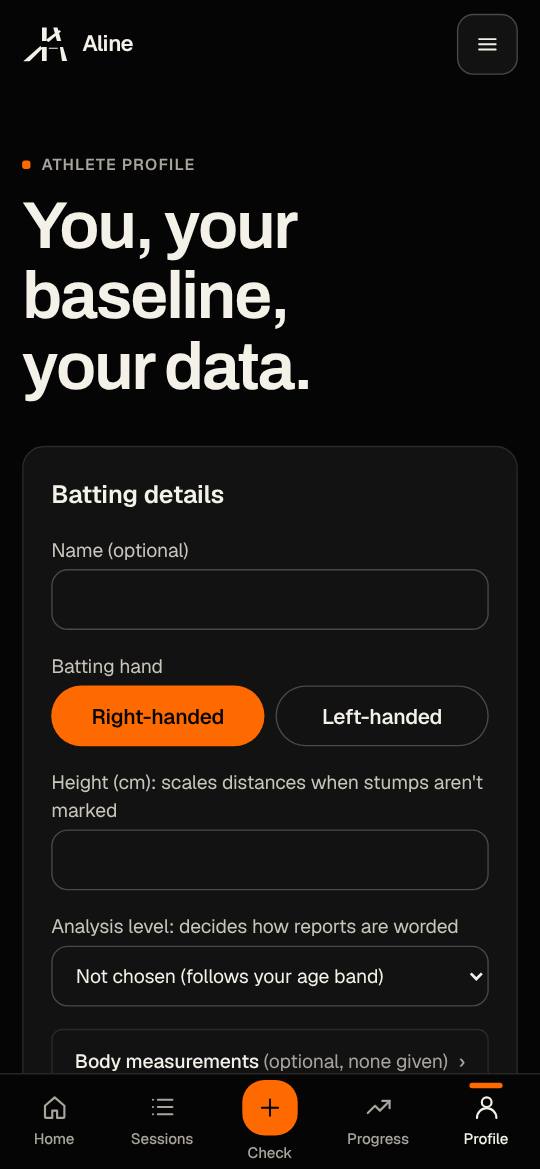 Aline
ATHLETE PROFILE
You, your
baseline,
your data.
Batting details
Name (optional)
Batting hand
Right-handed
Left-handed
Height (cm): scales distances when stumps aren't
marked
Analysis level: decides how reports are worded
Not chosen (follows your age band)
Body measurements (optional, none given) ›
Home
Sessions
Check
Progress
Profile